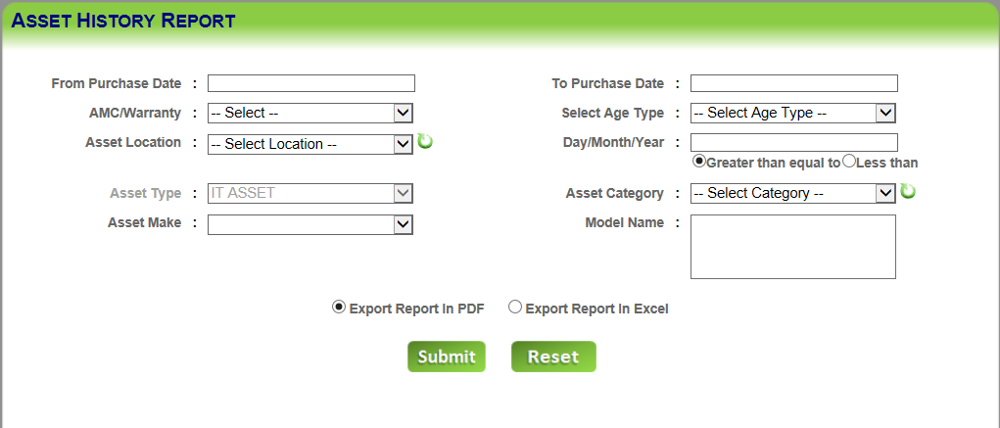 ASSET HISTORY REPORT
From Purchase Date : To Purchase Date :
AMC/Warranty : -- Select -- Select Age Type : -- Select Age Type --
Asset Location : -- Select Location -- Day/Month/Year :
Greater than equal to Less than
Asset Type : IT ASSET Asset Category : -- Select Category --
Asset Make : Model Name :
Export Report In PDF Export Report In Excel
Submit Reset